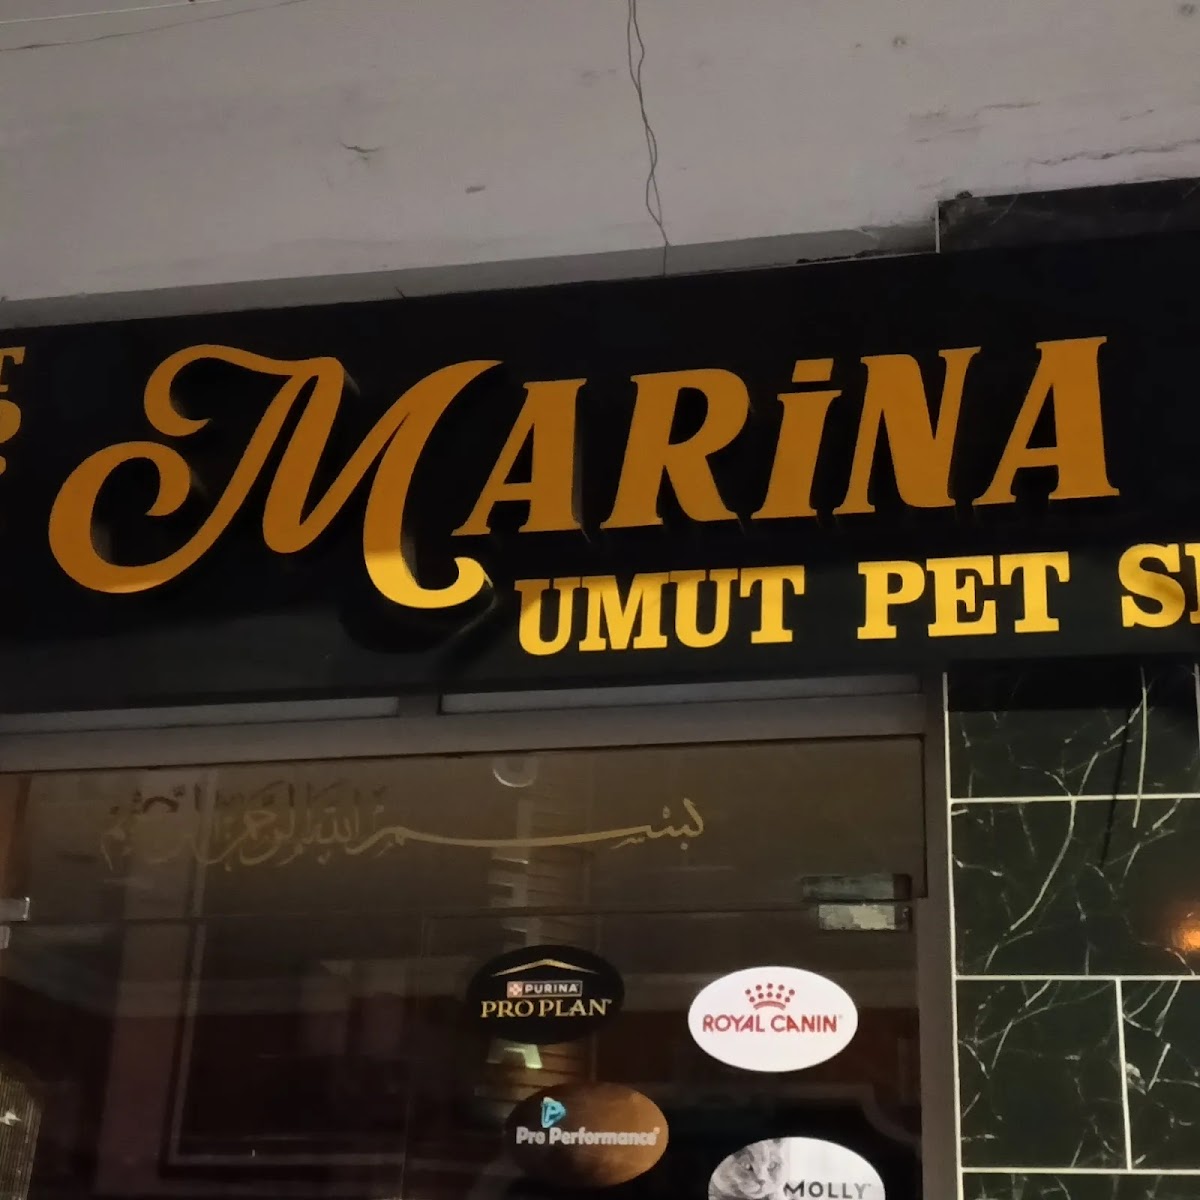 MARİNA
UMUT PET
بسم الله الرحمن الرحيم
PURINA
PRO PLAN
ROYAL CANIN
Pro Performance
MOLLY